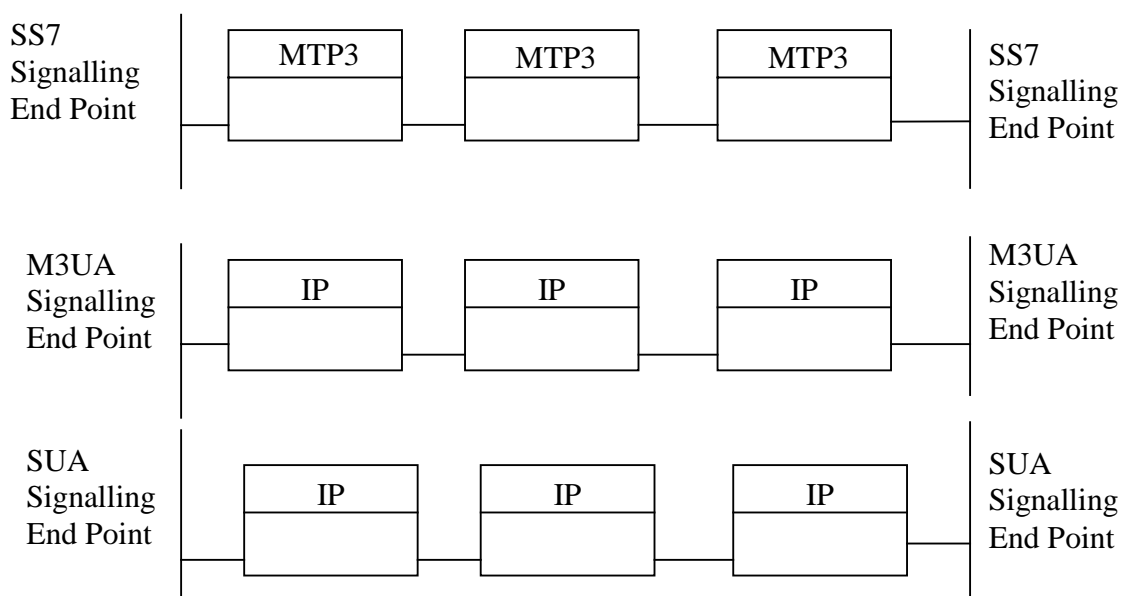 SS7
Signalling
End Point
MTP3
MTP3
MTP3
SS7
Signalling
End Point
M3UA
Signalling
End Point
IP
IP
IP
M3UA
Signalling
End Point
SUA
Signalling
End Point
IP
IP
IP
SUA
Signalling
End Point